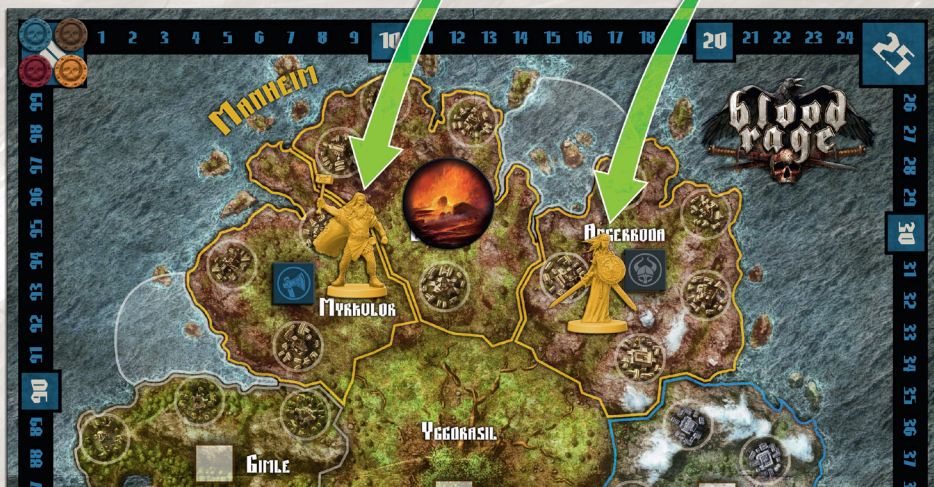 1 2 3 4 5 6 7 8 9 10 12 13 14 15 16 17 18 20 21 22 23 24 25
MANHEIM
blood
rage
99 26
98 27
97 28
96 29
95 30
94 31
93 32
92 33
91 34
90 35
89 36
88 37
ANGERBODA
MYRKULOR
YGGDRASIL
GIMLE